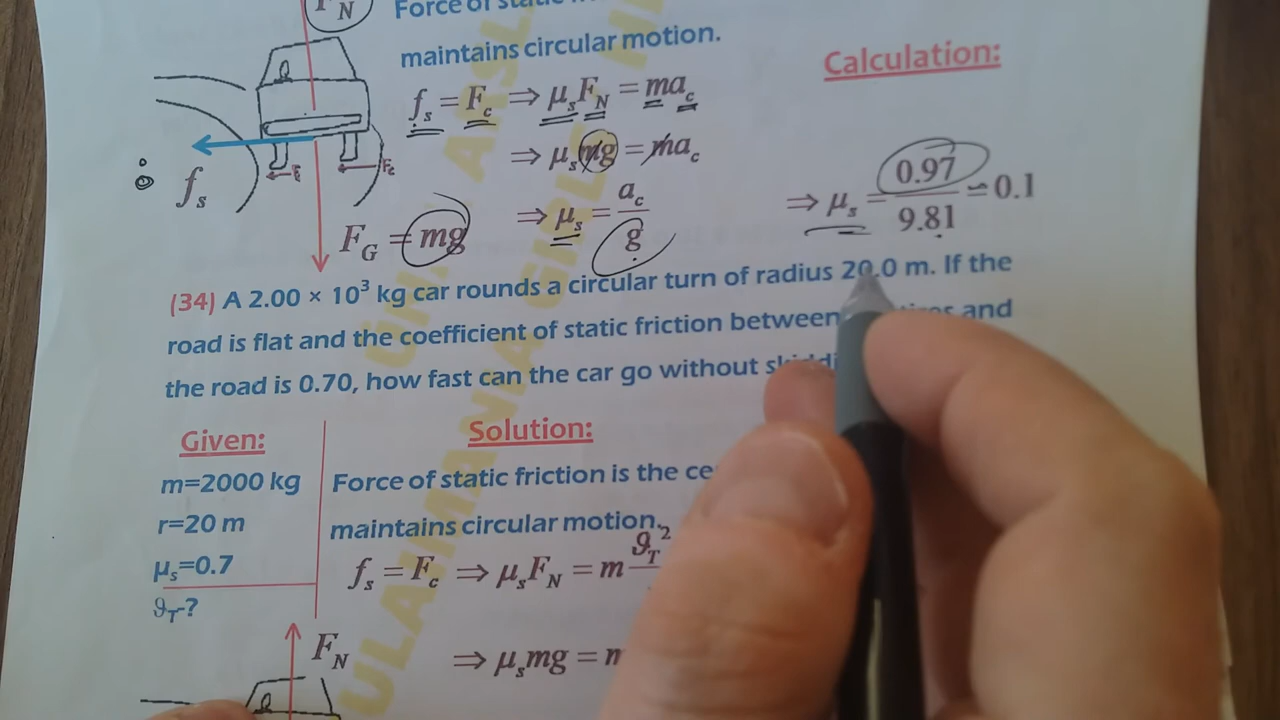 F_N
Force of static
maintains circular motion.
Calculation:
f_s = F_c ⇒ μ_s F_N = ma_c
⇒ μ_s mg = ma_c
⇒ μ_s = a_c / g
⇒ μ_s = 0.97 / 9.81 ≃ 0.1
f_s
F_c
F_G = mg
(34) A 2.00 × 10³ kg car rounds a circular turn of radius 20.0 m. If the
road is flat and the coefficient of static friction between and
the road is 0.70, how fast can the car go without
Given:
m=2000 kg
r=20 m
μ_s=0.7
ϑ_T-?
Solution:
Force of static friction is the
maintains circular motion.
f_s = F_c ⇒ μ_s F_N = m ϑ_T²
⇒ μ_s mg =
F_N